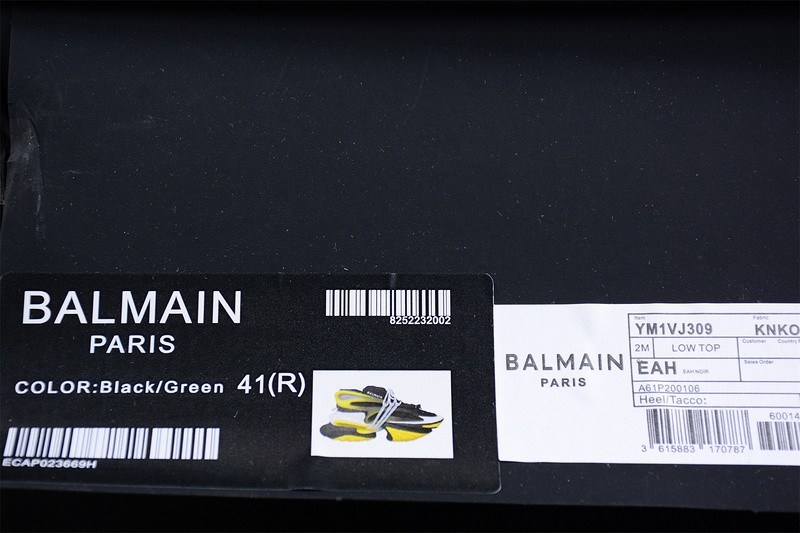 BALMAIN
PARIS
8252232002
COLOR:Black/Green 41(R)
ECAP023669H
BALMAIN
PARIS
Item
Fabric
YM1VJ309
KNKO
2M
LOW TOP
Customer
Country
EAH
EAH NOIR
Sales Order
A61P200106
Heel/Tacco:
60014
3 615883 170787